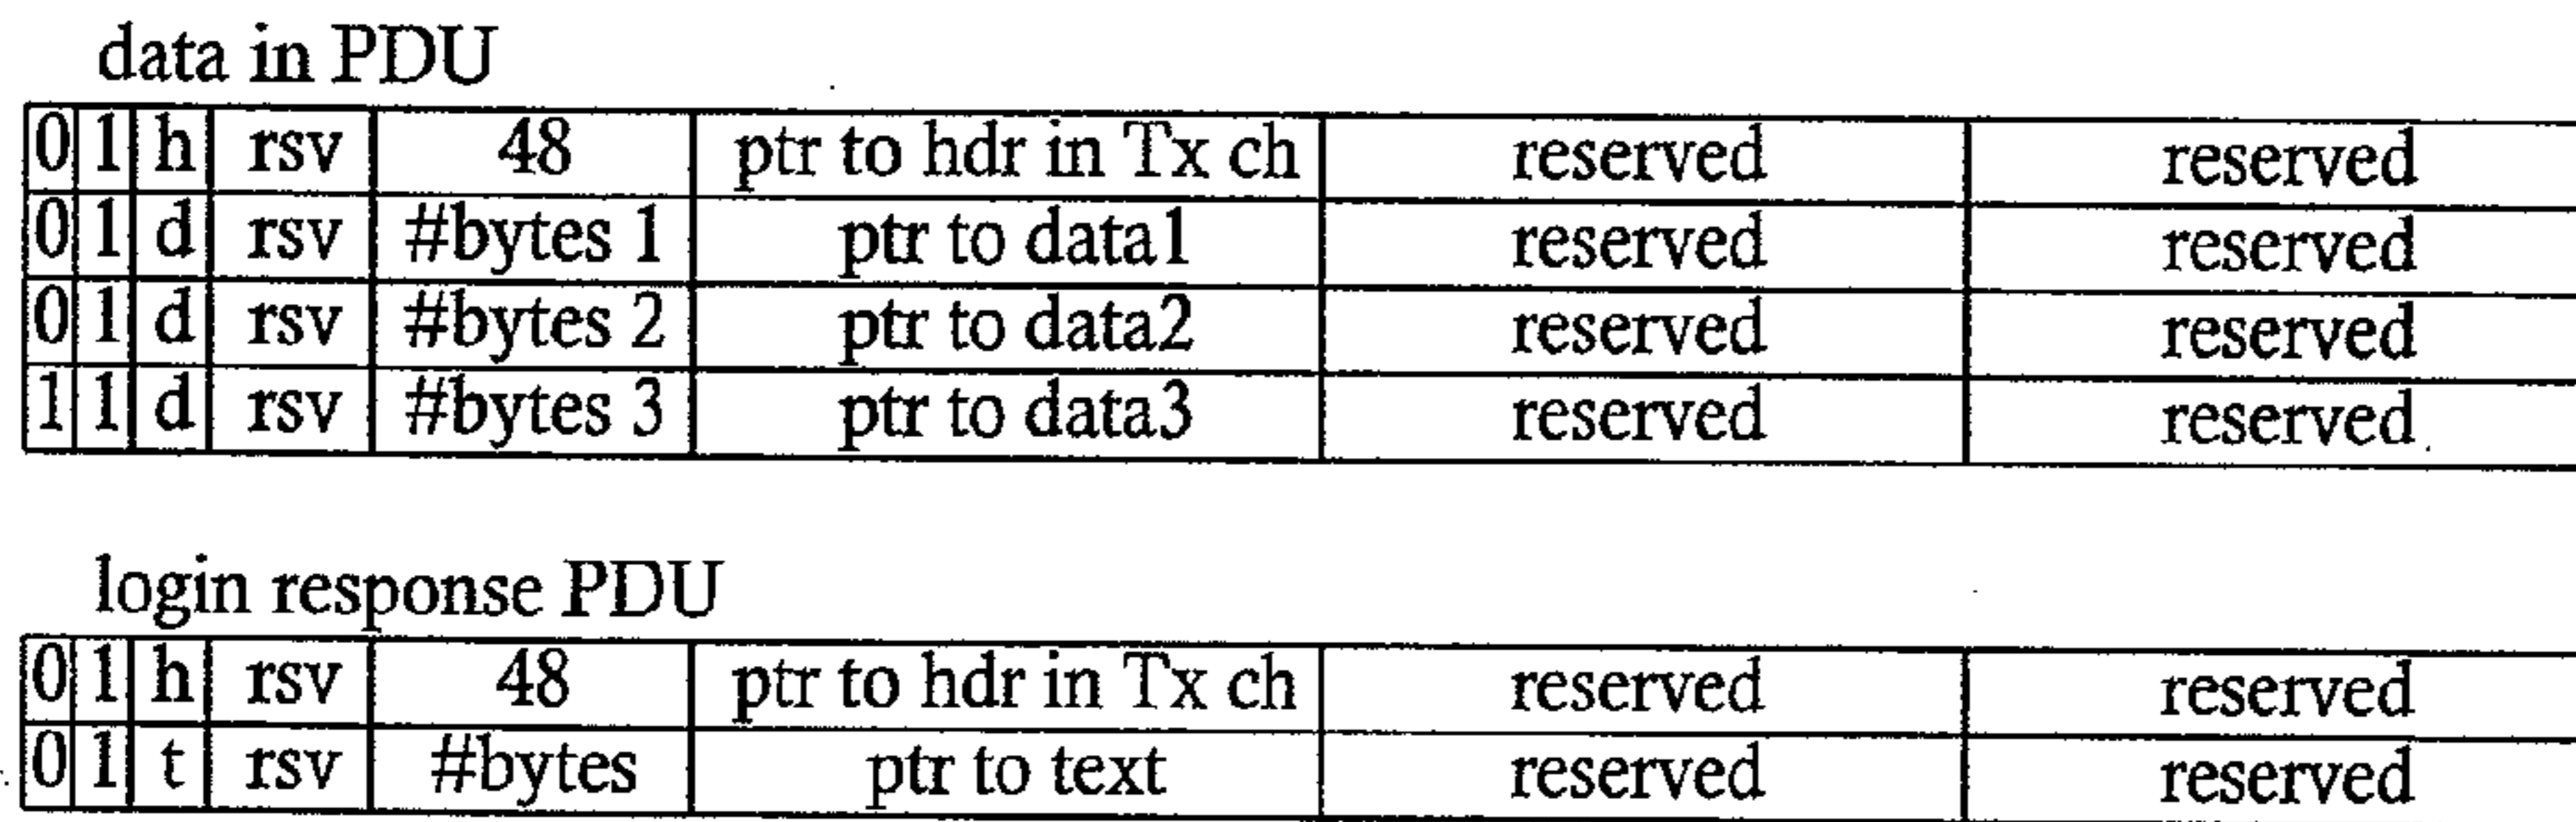 data in PDU
0 1 h rsv 48 ptr to hdr in Tx ch reserved reserved
0 1 d rsv #bytes 1 ptr to data1 reserved reserved
0 1 d rsv #bytes 2 ptr to data2 reserved reserved
1 1 d rsv #bytes 3 ptr to data3 reserved reserved
login response PDU
0 1 h rsv 48 ptr to hdr in Tx ch reserved reserved
0 1 t rsv #bytes ptr to text reserved reserved